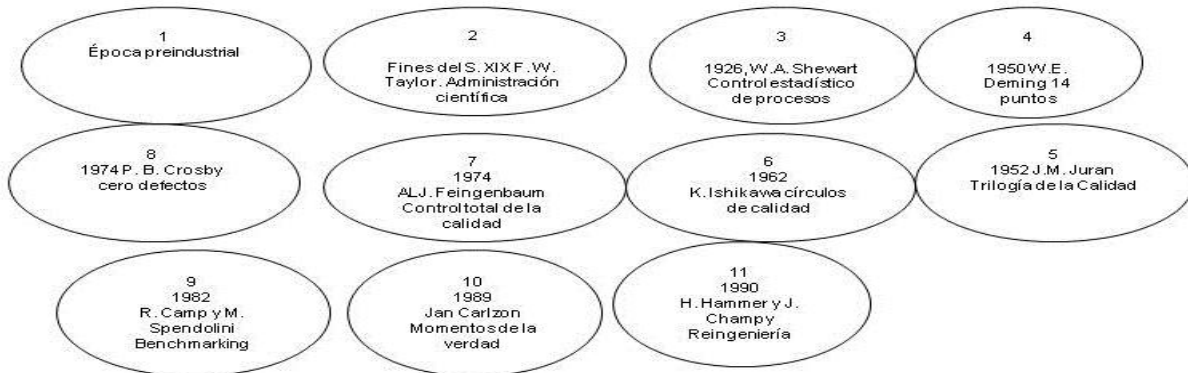 1
Época preindustrial
2
Fines del S. XIX F. W.
Taylor. Administración
científica
3
1926, W.A. Shewart
Control estadístico
de procesos
4
1950 W.E.
Deming 14
puntos
8
1974 P. B. Crosby
cero defectos
7
1974
AL.J. Feingenbaum
Control total de la
calidad
6
1962
K. Ishikawa círculos
de calidad
5
1952 J.M. Juran
Trilogía de la Calidad
9
1982
R. Camp y M.
Spendolini
Benchmarking
10
1989
Jan Carlzon
Momentos de la
verdad
11
1990
H. Hammer y J.
Champy
Reingeniería